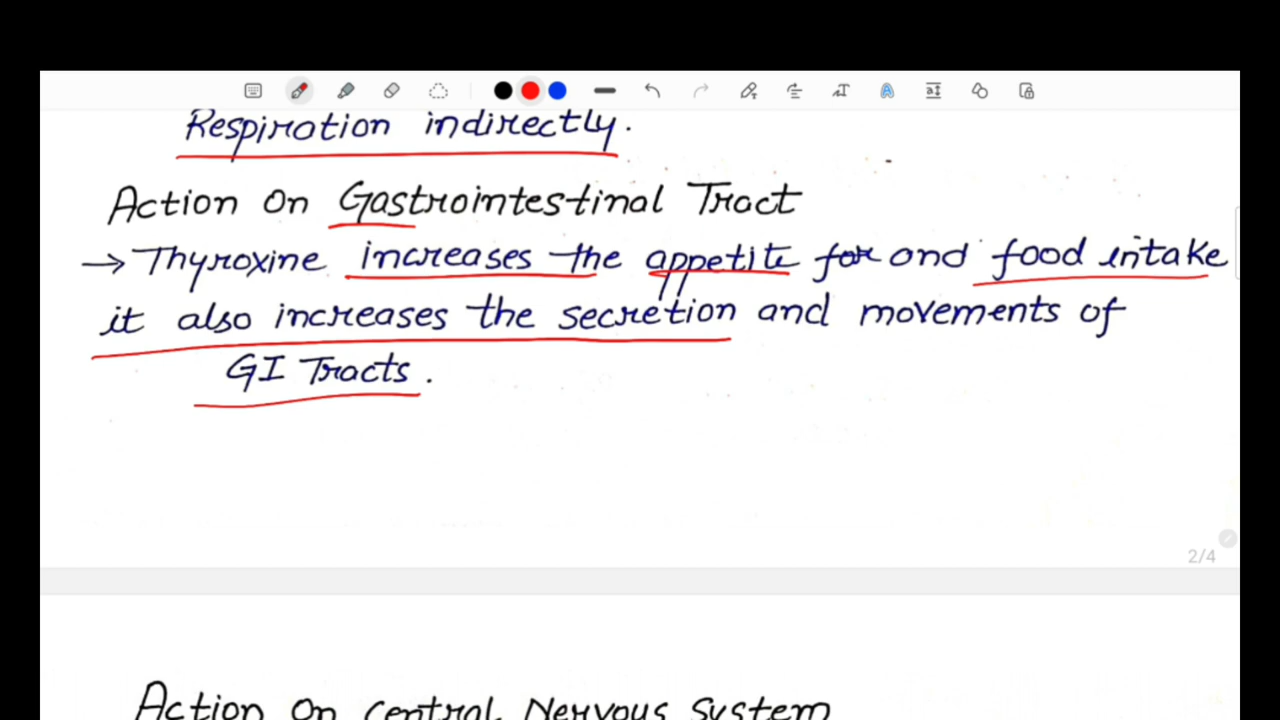 Respiration indirectly.
Action On Gastrointestinal Tract
→ Thyroxine increases the appetite for and food intake
it also increases the secretion and movements of
GI Tracts.
2/4
Action On Central Nervous System